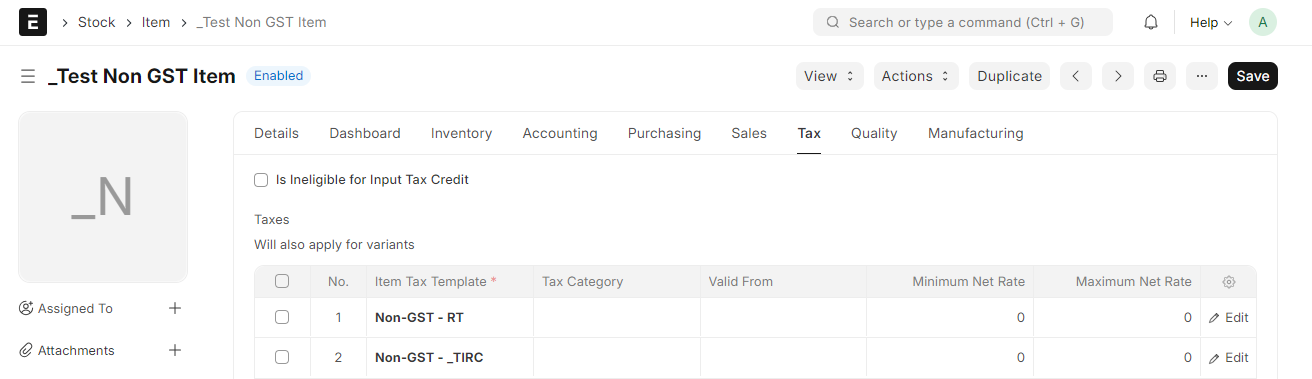 E Stock Item _Test Non GST Item Search or type a command (Ctrl + G) Help A
_Test Non GST Item Enabled View Actions Duplicate ... Save
Details Dashboard Inventory Accounting Purchasing Sales Tax Quality Manufacturing
_N
Is Ineligible for Input Tax Credit
Taxes
Will also apply for variants
No. Item Tax Template * Tax Category Valid From Minimum Net Rate Maximum Net Rate
Assigned To +
1 Non-GST - RT 0 0 Edit
Attachments +
2 Non-GST - _TIRC 0 0 Edit